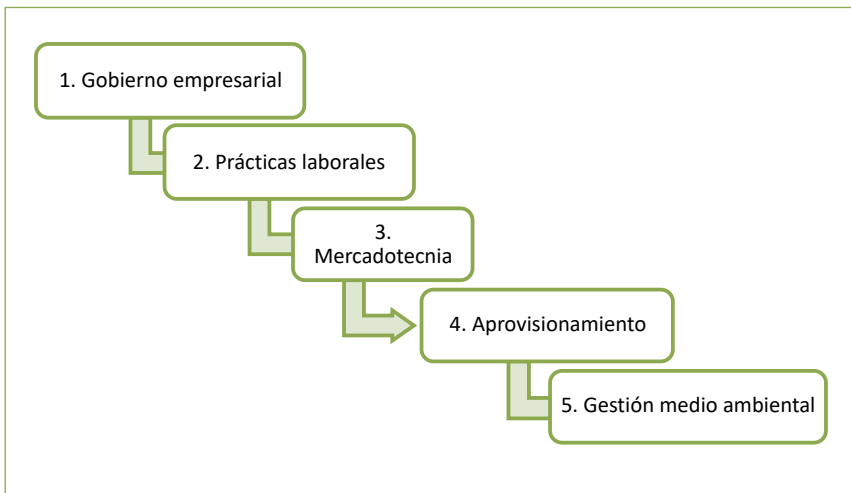 1. Gobierno empresarial
2. Prácticas laborales
3.
Mercadotecnia
4. Aprovisionamiento
5. Gestión medio ambiental